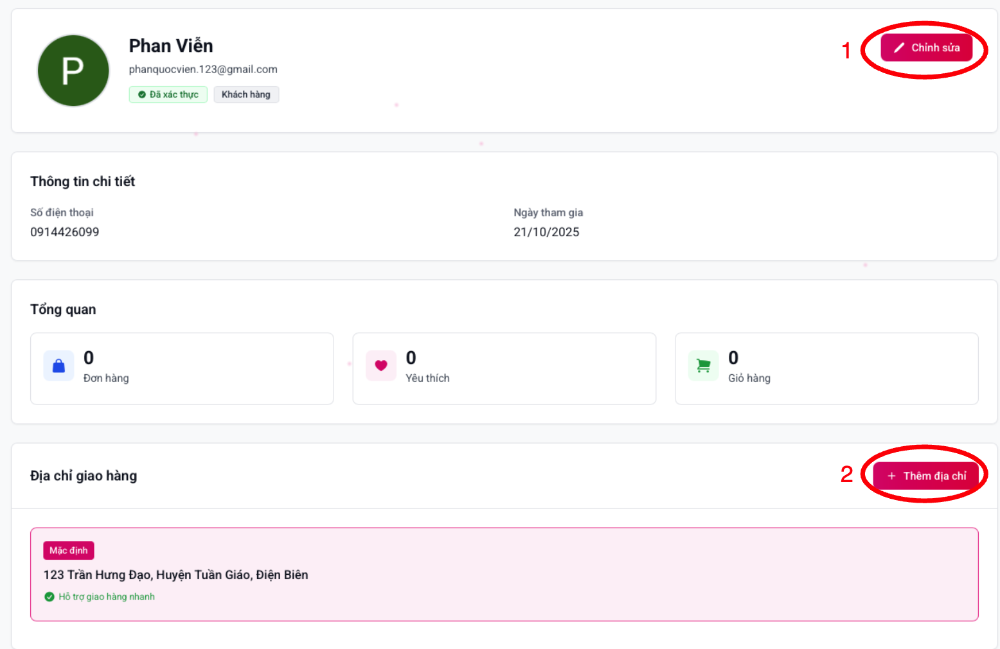 P
Phan Viễn
phanquocvien.123@gmail.com
Đã xác thực
Khách hàng
1
Chỉnh sửa
Thông tin chi tiết
Số điện thoại
0914426099
Ngày tham gia
21/10/2025
Tổng quan
0
Đơn hàng
0
Yêu thích
0
Giỏ hàng
Địa chỉ giao hàng
2
+ Thêm địa chỉ
Mặc định
123 Trần Hưng Đạo, Huyện Tuần Giáo, Điện Biên
Hỗ trợ giao hàng nhanh